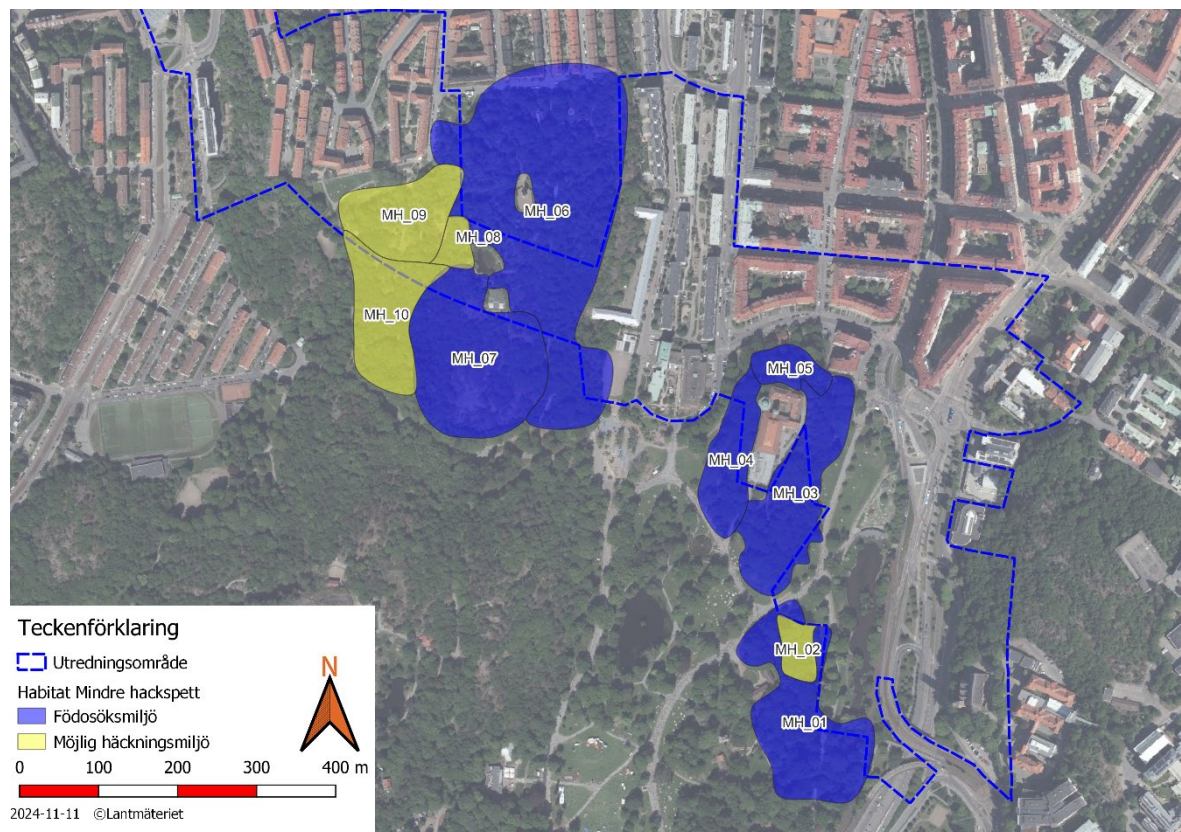 MH_09
MH_06
MH_08
MH_10
MH_07
MH_05
MH_04
MH_03
MH_02
MH_01
Teckenförklaring
Utredningsområde
Habitat Mindre hackspett
Födosöksmiljö
Möjlig häckningsmiljö
N
0 100 200 300 400 m
2024-11-11 ©Lantmäteriet